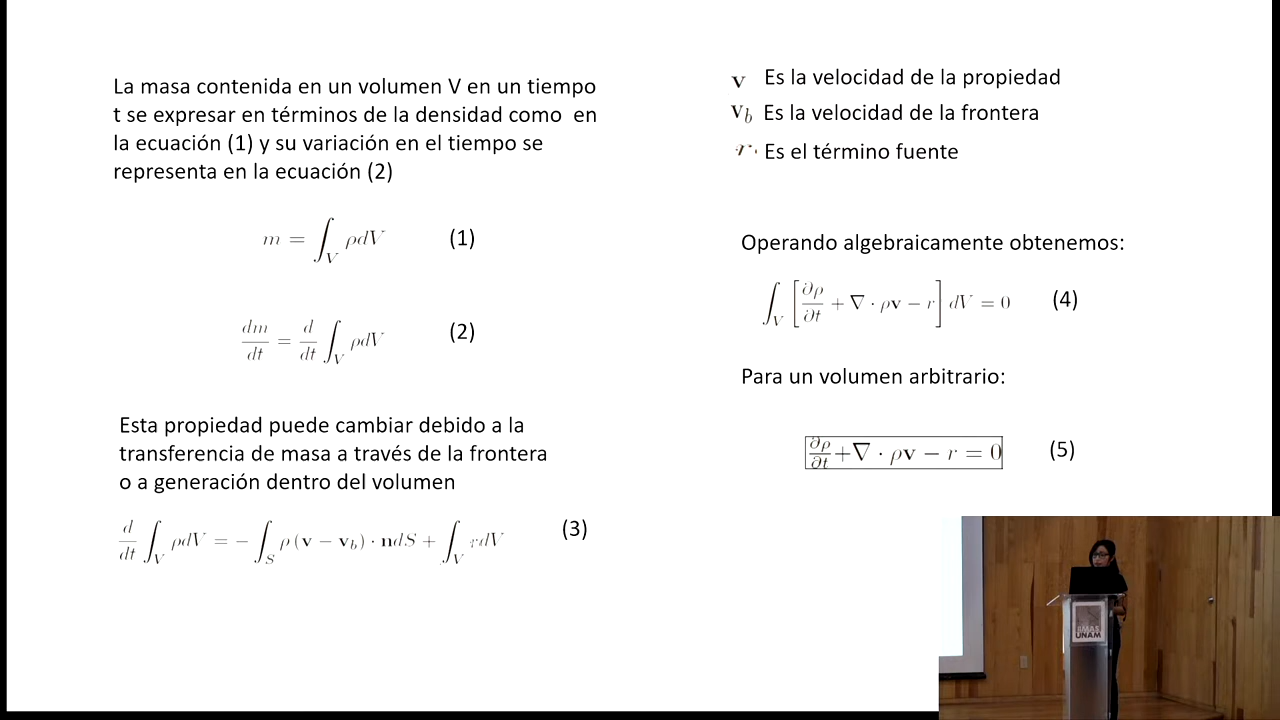 La masa contenida en un volumen V en un tiempo
t se expresar en términos de la densidad como en
la ecuación (1) y su variación en el tiempo se
representa en la ecuación (2)
m = ∫_V ρdV (1)
dm/dt = d/dt ∫_V ρdV (2)
Esta propiedad puede cambiar debido a la
transferencia de masa a través de la frontera
o a generación dentro del volumen
d/dt ∫_V ρdV = − ∫_S ρ (v − v_b) · ndS + ∫_V rdV (3)
v Es la velocidad de la propiedad
v_b Es la velocidad de la frontera
r Es el término fuente
Operando algebraicamente obtenemos:
∫_V [∂ρ/∂t + ∇ · ρv − r] dV = 0 (4)
Para un volumen arbitrario:
∂ρ/∂t + ∇ · ρv − r = 0 (5)
IIMAS
UNAM